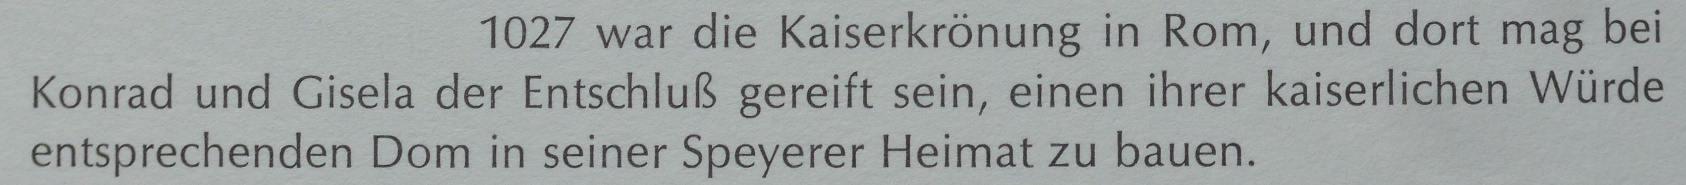 1027 war die Kaiserkrönung in Rom, und dort mag bei
Konrad und Gisela der Entschluß gereift sein, einen ihrer kaiserlichen Würde
entsprechenden Dom in seiner Speyerer Heimat zu bauen.